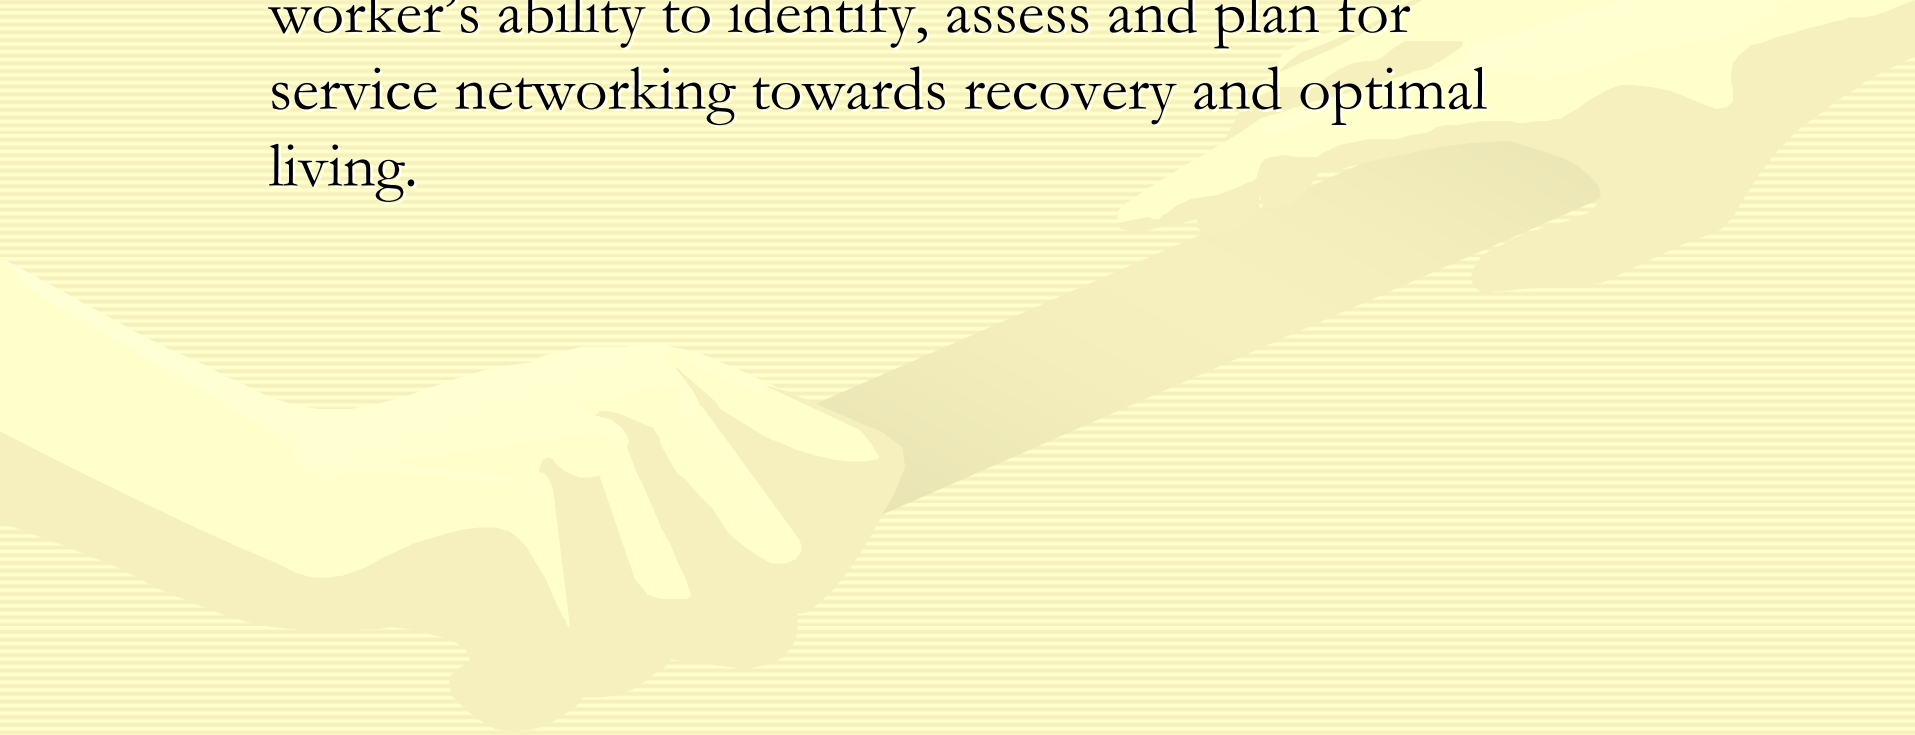 worker's ability to identify, assess and plan for
service networking towards recovery and optimal
living.